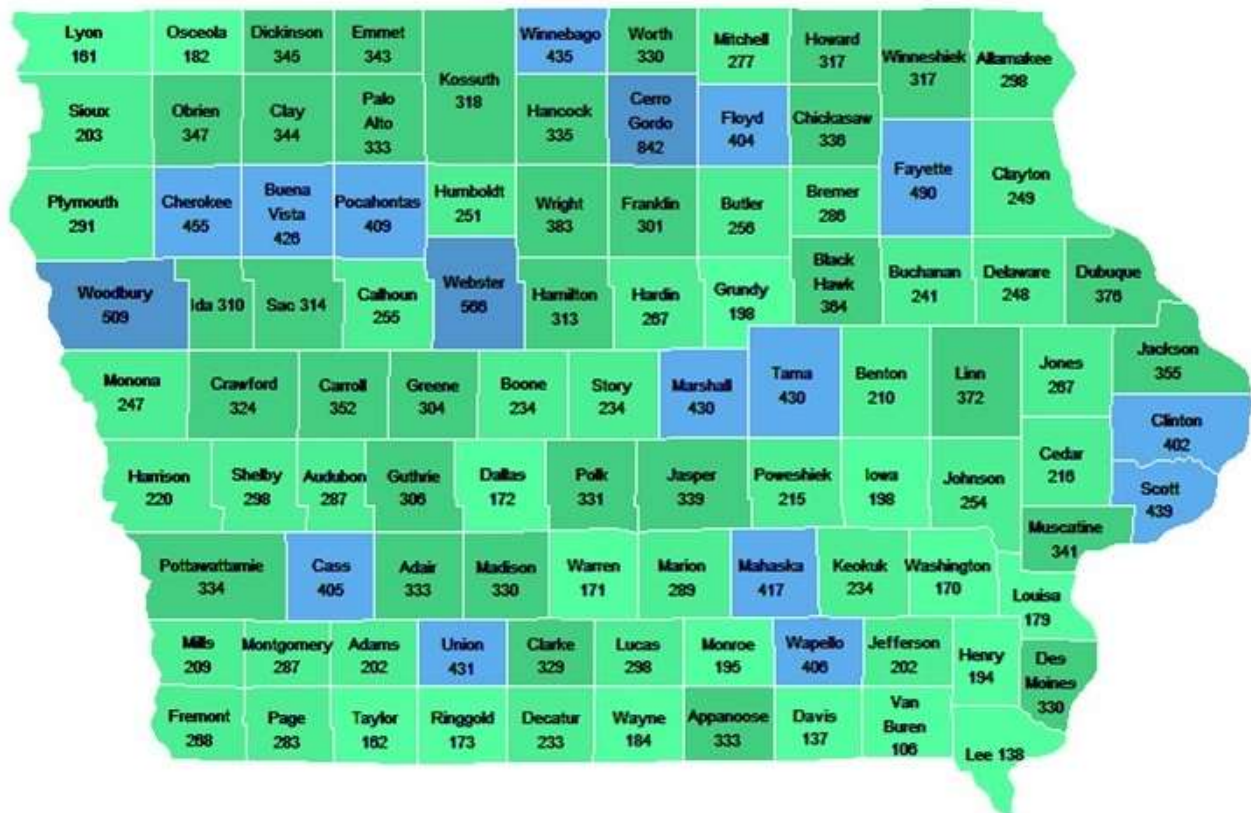 Lyon
161
Osceola
182
Dickinson
345
Emmet
343
Kossuth
318
Winnebago
435
Worth
330
Mitchell
277
Howard
317
Winneshiek
317
Allamakee
298
Sioux
203
Obrien
347
Clay
344
Palo
Alto
333
Hancock
335
Cerro
Gordo
842
Floyd
404
Chickasaw
336
Fayette
490
Clayton
249
Plymouth
291
Cherokee
455
Buena
Vista
426
Pocahontas
409
Humboldt
251
Wright
383
Franklin
301
Butler
256
Bremer
286
Woodbury
509
Ida 310
Sac 314
Calhoun
255
Webster
566
Hamilton
313
Hardin
267
Grundy
198
Black
Hawk
364
Buchanan
241
Delaware
248
Dubuque
376
Monona
247
Crawford
324
Carroll
352
Greene
304
Boone
234
Story
234
Marshall
430
Tama
430
Benton
210
Linn
372
Jones
267
Jackson
355
Clinton
402
Harrison
220
Shelby
298
Audubon
287
Guthrie
306
Dallas
172
Polk
331
Jasper
339
Poweshiek
215
Iowa
198
Johnson
254
Cedar
216
Scott
439
Muscatine
341
Pottawattamie
334
Cass
405
Adair
333
Madison
330
Warren
171
Marion
289
Mahaska
417
Keokuk
234
Washington
170
Louisa
179
Mills
209
Montgomery
287
Adams
202
Union
431
Clarke
329
Lucas
298
Monroe
195
Wapello
406
Jefferson
202
Henry
194
Des
Moines
330
Fremont
268
Page
283
Taylor
162
Ringgold
173
Decatur
233
Wayne
184
Appanoose
333
Davis
137
Van
Buren
106
Lee 138